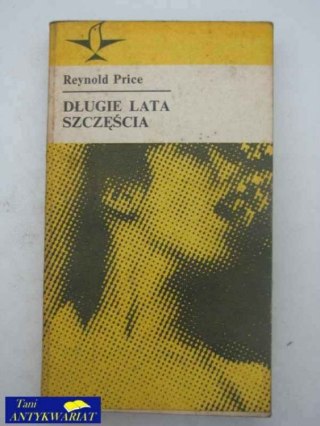 Reynold Price
DŁUGIE LATA
SZCZĘŚCIA
Tani
ANTYKWARIAT